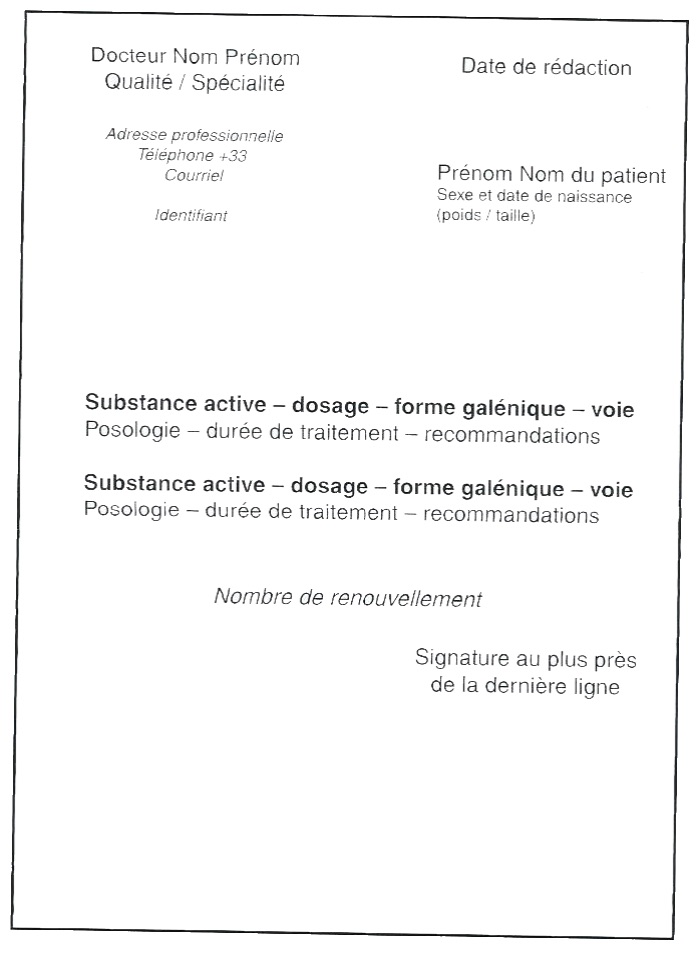 Docteur Nom Prénom
Qualité / Spécialité
Date de rédaction
Adresse professionnelle
Téléphone +33
Courriel
Identifiant
Prénom Nom du patient
Sexe et date de naissance
(poids / taille)
Substance active – dosage – forme galénique – voie
Posologie – durée de traitement – recommandations
Substance active – dosage – forme galénique – voie
Posologie – durée de traitement – recommandations
Nombre de renouvellement
Signature au plus près
de la dernière ligne